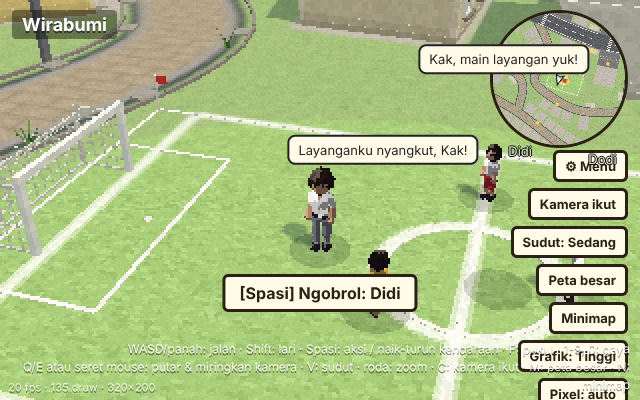 Wirabumi
Kak, main layangan yuk!
Layanganku nyangkut, Kak!
Didi
Dodi
⚙ Menu
Kamera ikut
Sudut: Sedang
Peta besar
[Spasi] Ngobrol: Didi
Minimap
WASD/panah: jalan · Shift: lari · Spasi: aksi / naik-turun kendaraan
Grafik: Tinggi
Q/E atau seret mouse: putar & miringkan kamera · V: sudut · roda: zoom · C: kamera ikut
minimap
20 fps · 135 draw · 320×200
Pixel: auto